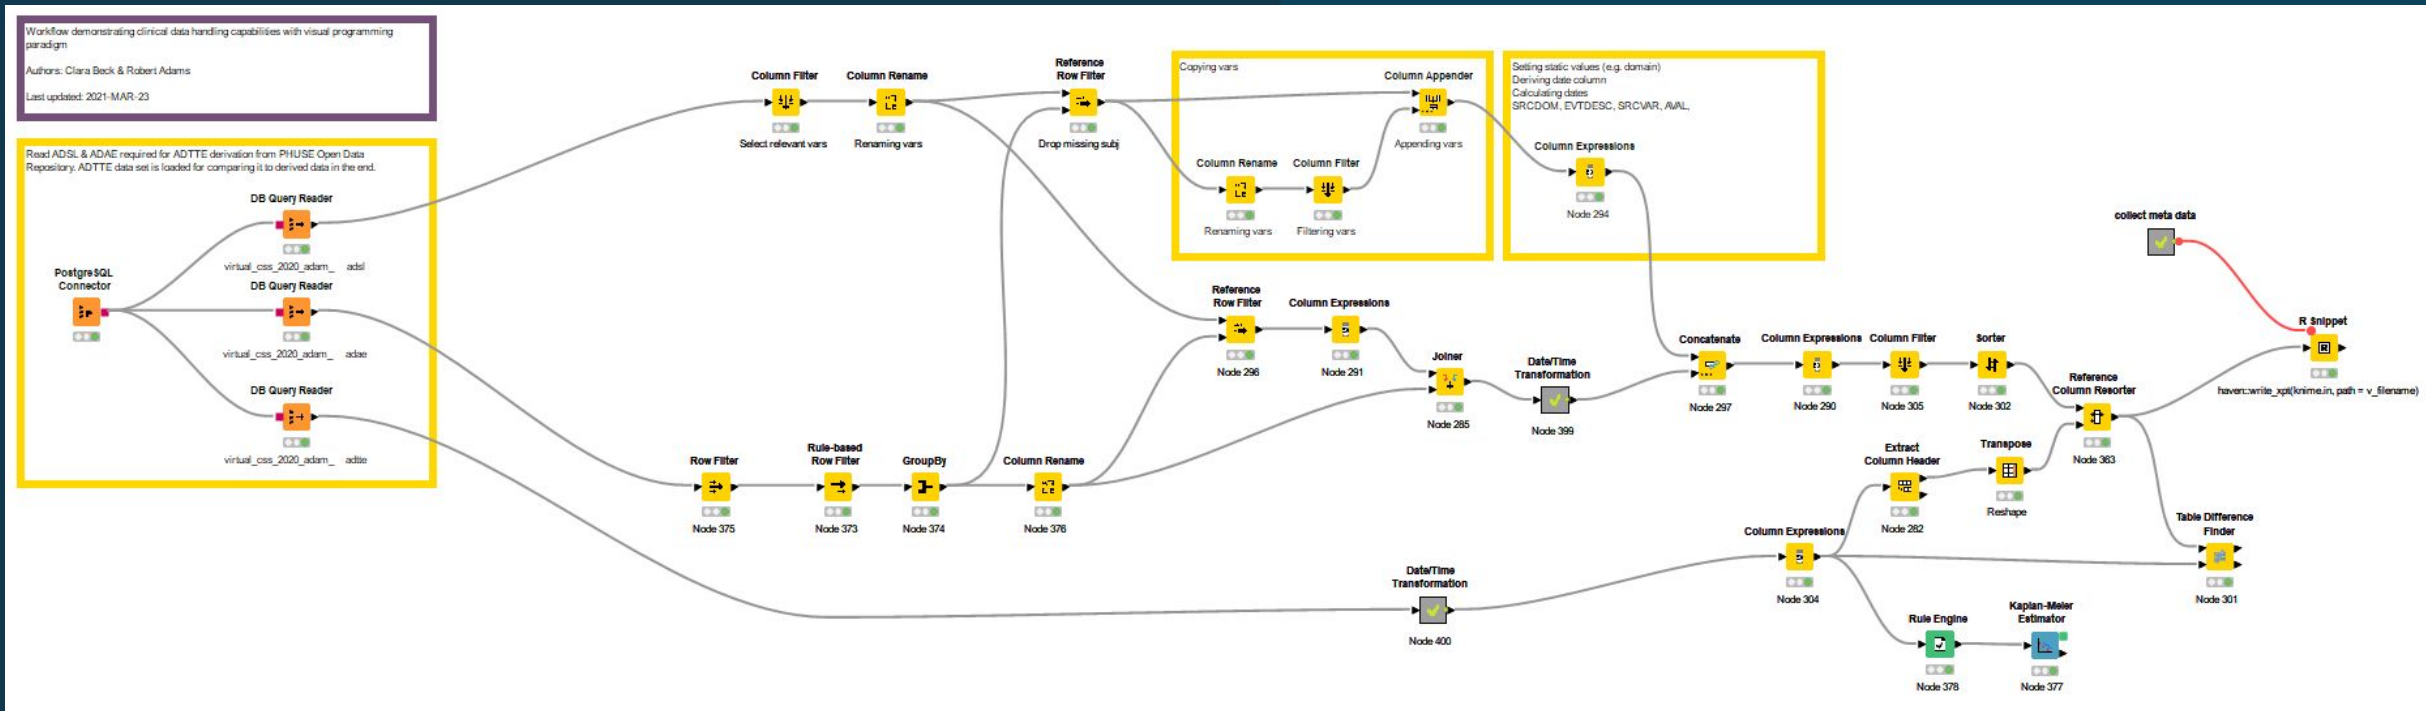 Workflow demonstrating clinical data handling capabilities with visual programming
paradigm
Authors: Clara Beck & Robert Adams
Last updated: 2021-MAR-23
Read ADSL & ADAE required for ADTTE derivation from PHUSE Open Data
Repository. ADTTE data set is loaded for comparing it to derived data in the end.
DB Query Reader
virtual_css_2020_adam_ adsl
PostgreSQL
Connector
DB Query Reader
virtual_css_2020_adam_ adae
DB Query Reader
virtual_css_2020_adam_ adtte
Column Filter
Select relevant vars
Column Rename
Renaming vars
Reference
Row Filter
Drop missing subj
Copying vars
Column Rename
Renaming vars
Column Filter
Filtering vars
Column Appender
Appending vars
Setting static values (e.g. domain)
Deriving date column
Calculating dates
SRCDOM, EVTDESC, SRCVAR, AVAL,
Column Expressions
Node 294
Reference
Row Filter
Node 296
Column Expressions
Node 291
Joiner
Node 285
Date/Time
Transformation
Node 399
Row Filter
Node 375
Rule-based
Row Filter
Node 373
GroupBy
Node 374
Column Rename
Node 376
Concatenate
Node 297
Column Expressions
Node 290
Column Filter
Node 305
Sorter
Node 302
Reference
Column Resorter
Node 363
collect meta data
R Snippet
haven::write_xpt(knime.in, path = v_filename)
Extract
Column Header
Node 282
Transpose
Reshape
Table Difference
Finder
Node 301
Date/Time
Transformation
Node 400
Column Expressions
Node 304
Rule Engine
Node 378
Kaplan-Meier
Estimator
Node 377